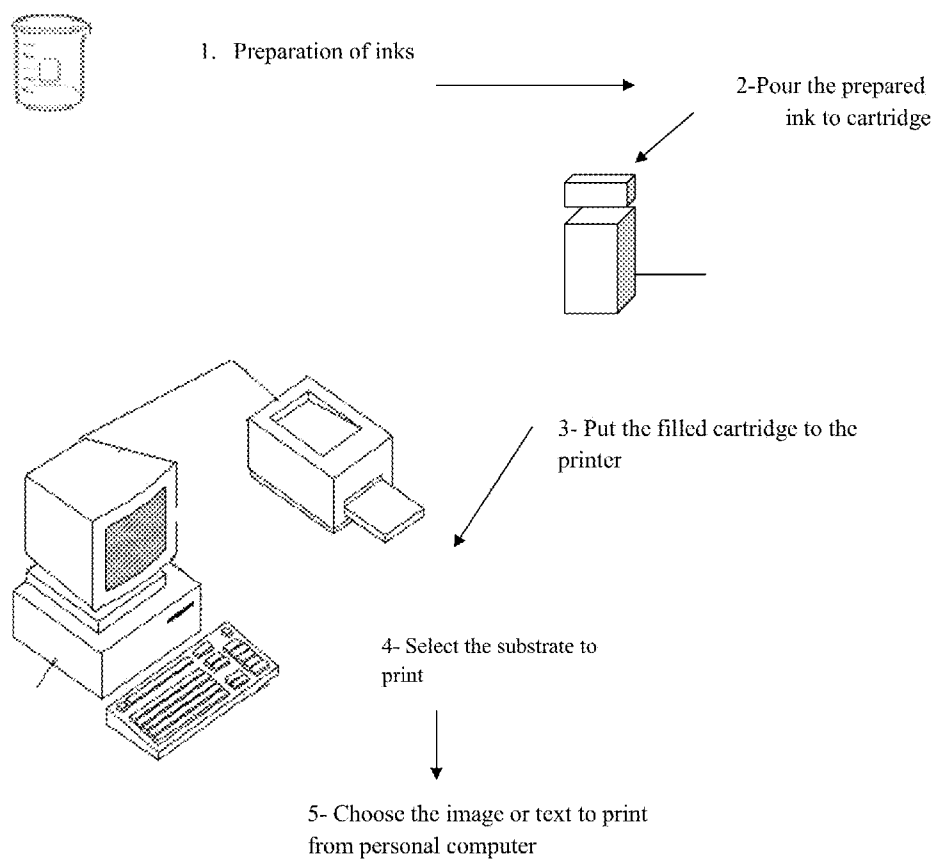 1. Preparation of inks
2-Pour the prepared
ink to cartridge
3- Put the filled cartridge to the
printer
4- Select the substrate to
print
5- Choose the image or text to print
from personal computer